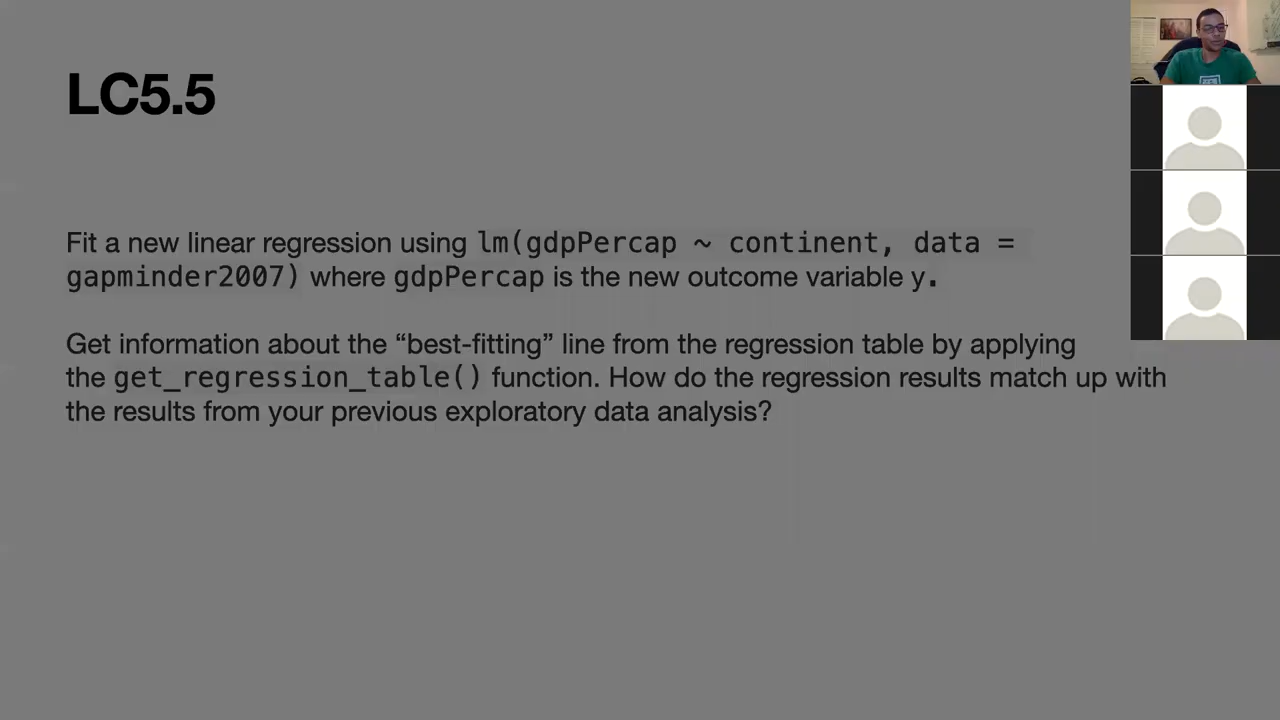 LC5.5
Fit a new linear regression using lm(gdpPercap ~ continent, data =
gapminder2007) where gdpPercap is the new outcome variable y.
Get information about the “best-fitting” line from the regression table by applying
the get_regression_table() function. How do the regression results match up with
the results from your previous exploratory data analysis?